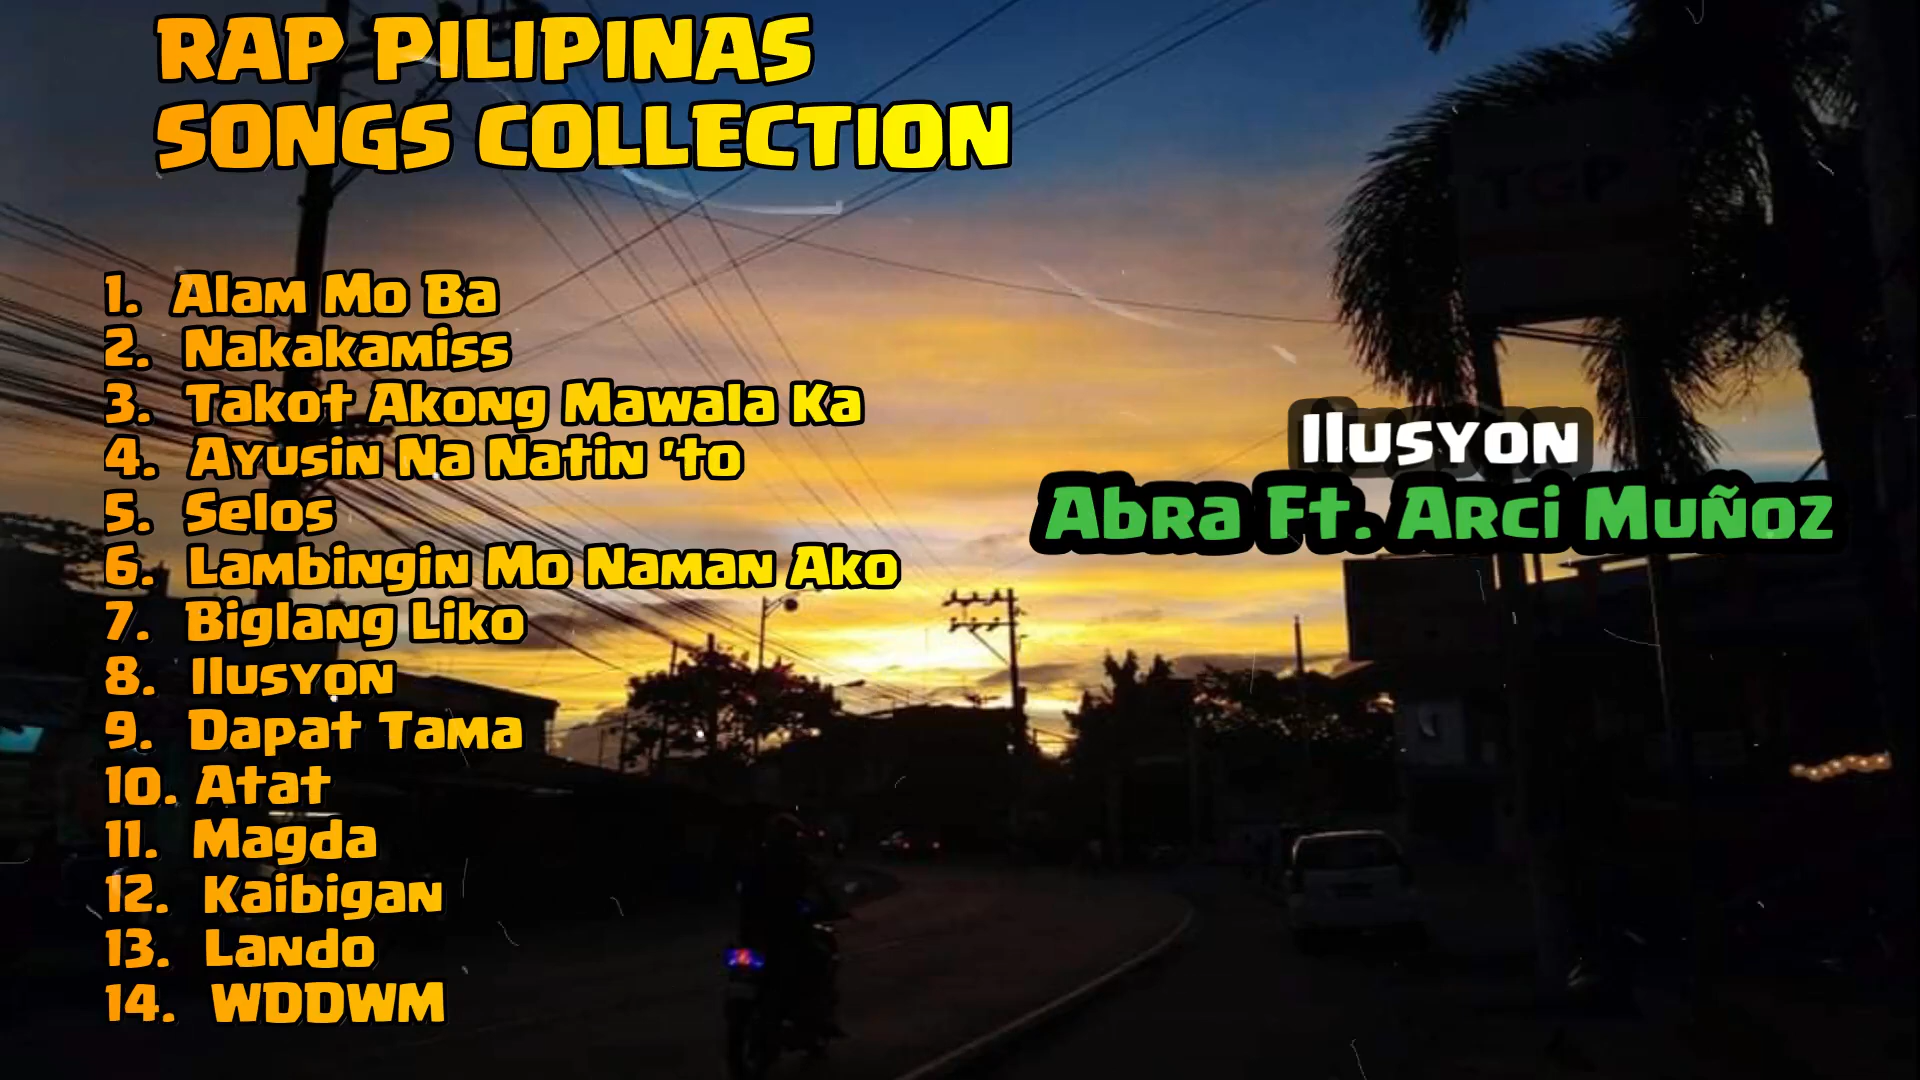 RAP PILIPINAS
SONGS COLLECTION
1. Alam Mo Ba
2. Nakakamiss
3. Takot Akong Mawala Ka
4. Ayusin Na Natin 'to
5. Selos
6. Lambingin Mo Naman Ako
7. Biglang Liko
8. Ilusyon
9. Dapat Tama
10. Atat
11. Magda
12. Kaibigan
13. Lando
14. WDDWM
Ilusyon
Abra Ft. Arci Muñoz